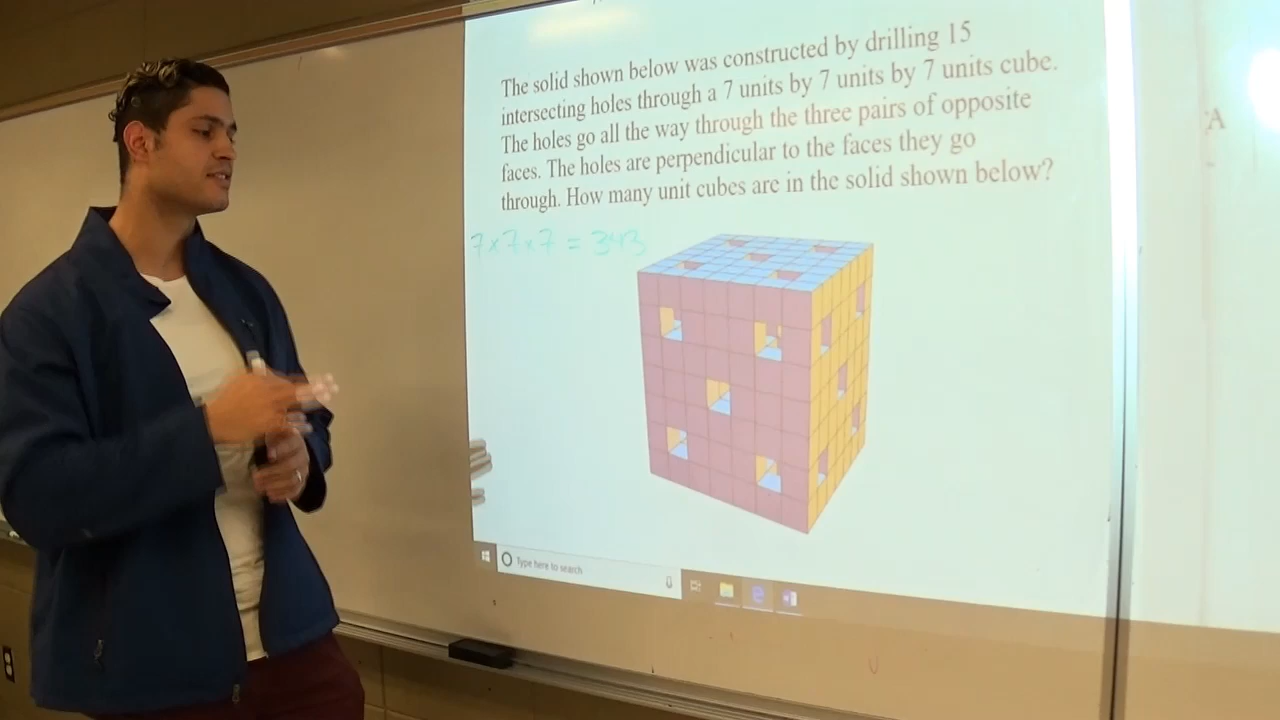 The solid shown below was constructed by drilling 15
intersecting holes through a 7 units by 7 units by 7 units cube.
The holes go all the way through the three pairs of opposite
faces. The holes are perpendicular to the faces they go
through. How many unit cubes are in the solid shown below?
7 x 7 x 7 = 343
A
Type here to search